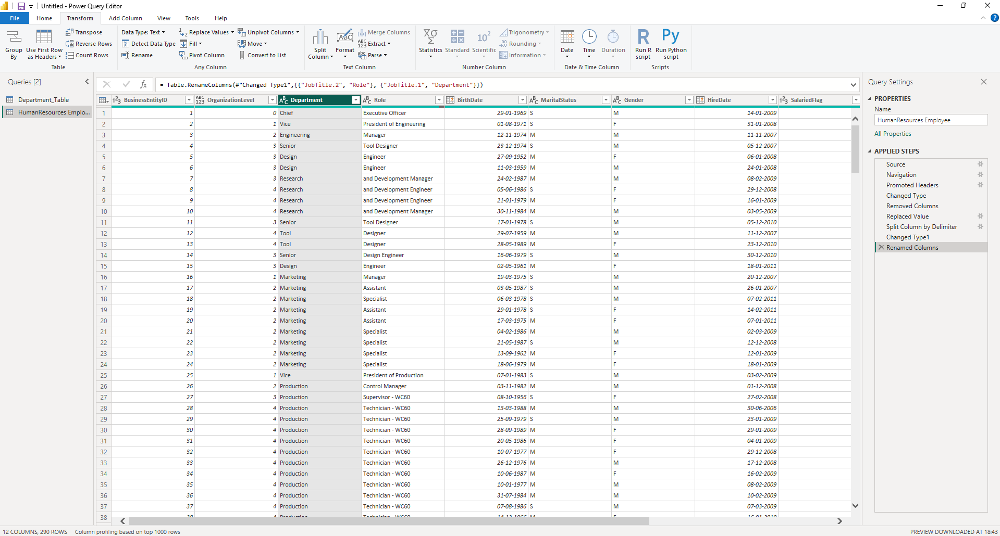 Untitled - Power Query Editor
File Home Transform Add Column View Tools Help
Group By
Use First Row as Headers
Transpose
Reverse Rows
Count Rows
Table
Data Type: Text
Detect Data Type
Rename
Replace Values
Fill
Pivot Column
Unpivot Columns
Move
Convert to List
Any Column
Split Column
Format
Merge Columns
Extract
Parse
Text Column
Statistics
Standard
Scientific
Trigonometry
Rounding
Information
Number Column
Date
Time
Duration
Date & Time Column
Run R script
Run Python script
Scripts
Queries [2]
Department_Table
HumanResources Emplo...
= Table.RenameColumns(#"Changed Type1",{{"JobTitle.2", "Role"}, {"JobTitle.1", "Department"}})
BusinessEntityID OrganizationLevel Department Role BirthDate MaritalStatus Gender HireDate SalariedFlag
1 1 0 Chief Executive Officer 29-01-1969 S M 14-01-2009
2 2 1 Vice President of Engineering 01-08-1971 S F 31-01-2008
3 3 2 Engineering Manager 12-11-1974 M M 11-11-2007
4 4 3 Senior Tool Designer 23-12-1974 S M 05-12-2007
5 5 3 Design Engineer 27-09-1952 M F 06-01-2008
6 6 3 Design Engineer 11-03-1959 M M 24-01-2008
7 7 3 Research and Development Manager 24-02-1987 M M 08-02-2009
8 8 4 Research and Development Engineer 05-06-1986 S F 29-12-2008
9 9 4 Research and Development Engineer 21-01-1979 M F 16-01-2009
10 10 4 Research and Development Manager 30-11-1984 M M 03-05-2009
11 11 3 Senior Tool Designer 17-01-1978 S M 05-12-2010
12 12 4 Tool Designer 29-07-1959 M M 11-12-2007
13 13 4 Tool Designer 28-05-1989 M F 23-12-2010
14 14 3 Senior Design Engineer 16-06-1979 S M 30-12-2010
15 15 3 Design Engineer 02-05-1961 M F 18-01-2011
16 16 1 Marketing Manager 19-03-1975 S M 20-12-2007
17 17 2 Marketing Assistant 03-05-1987 S M 26-01-2007
18 18 2 Marketing Specialist 06-03-1978 S M 07-02-2011
19 19 2 Marketing Assistant 29-01-1978 S F 14-02-2011
20 20 2 Marketing Assistant 17-03-1975 M F 07-01-2011
21 21 2 Marketing Specialist 04-02-1986 M M 02-03-2009
22 22 2 Marketing Specialist 21-05-1987 S M 12-12-2008
23 23 2 Marketing Specialist 13-09-1962 M F 12-01-2009
24 24 2 Marketing Specialist 18-06-1979 M F 18-01-2009
25 25 1 Vice President of Production 07-01-1983 S M 03-02-2009
26 26 2 Production Control Manager 03-11-1982 M M 01-12-2008
27 27 3 Production Supervisor - WC60 08-10-1956 S F 27-02-2008
28 28 4 Production Technician - WC60 13-03-1988 M M 30-06-2006
29 29 4 Production Technician - WC60 25-09-1979 S M 23-01-2009
30 30 4 Production Technician - WC60 28-09-1989 M F 29-01-2009
31 31 4 Production Technician - WC60 20-05-1986 M F 04-01-2009
32 32 4 Production Technician - WC60 10-07-1977 M F 29-12-2008
33 33 4 Production Technician - WC60 26-12-1976 M M 17-12-2008
34 34 4 Production Technician - WC60 10-06-1987 M F 16-02-2009
35 35 4 Production Technician - WC60 10-01-1977 M M 08-02-2009
36 36 4 Production Technician - WC60 31-07-1984 M M 10-02-2009
37 37 4 Production Technician - WC60 07-08-1986 S M 07-03-2009
38
Query Settings
PROPERTIES
Name
HumanResources Employee
All Properties
APPLIED STEPS
Source
Navigation
Promoted Headers
Changed Type
Removed Columns
Replaced Value
Split Column by Delimiter
Changed Type1
Renamed Columns
12 COLUMNS, 290 ROWS Column profiling based on top 1000 rows PREVIEW DOWNLOADED AT 18:43